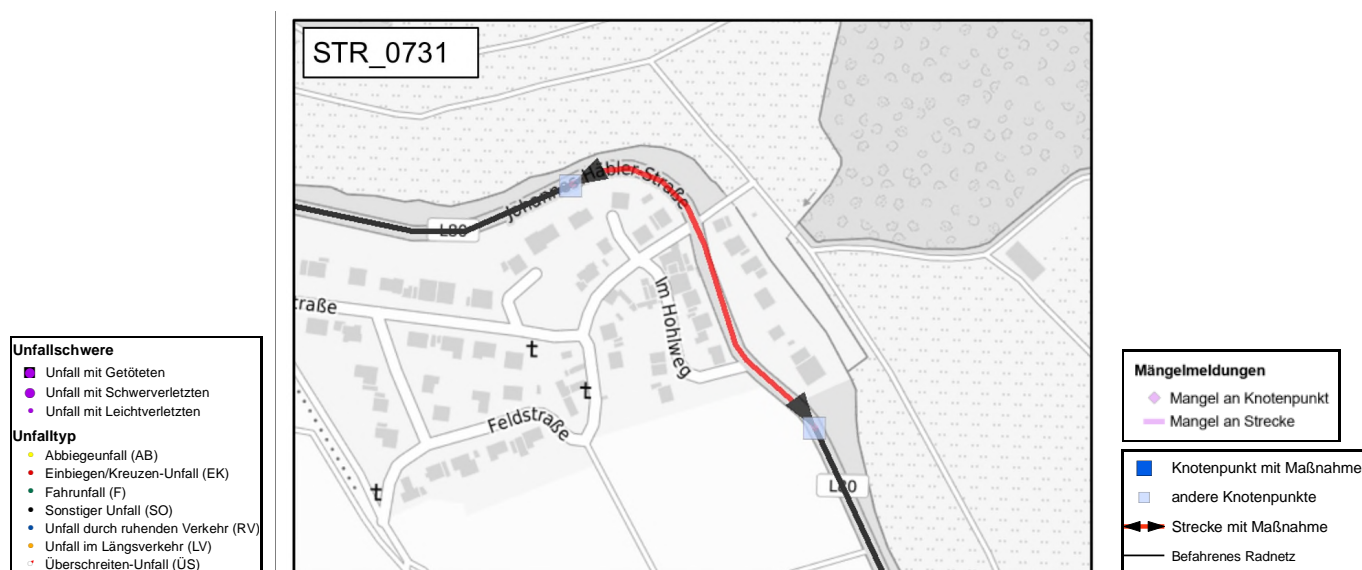 STR_0731
Johannes-Häbler-Straße
L80
straße
Im Hohlweg
Feldstraße
L80
Unfallschwere
Unfall mit Getöteten
Unfall mit Schwerverletzten
Unfall mit Leichtverletzten
Unfalltyp
Abbiegeunfall (AB)
Einbiegen/Kreuzen-Unfall (EK)
Fahrunfall (F)
Sonstiger Unfall (SO)
Unfall durch ruhenden Verkehr (RV)
Unfall im Längsverkehr (LV)
Überschreiten-Unfall (ÜS)
Mängelmeldungen
Mangel an Knotenpunkt
Mangel an Strecke
Knotenpunkt mit Maßnahme
andere Knotenpunkte
Strecke mit Maßnahme
Befahrenes Radnetz